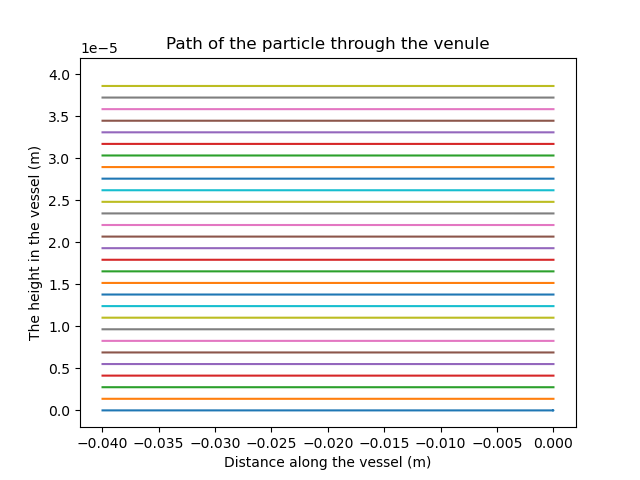 Path of the particle through the venule
1e−5
4.0
3.5
3.0
2.5
2.0
1.5
1.0
0.5
0.0
The height in the vessel (m)
−0.040 −0.035 −0.030 −0.025 −0.020 −0.015 −0.010 −0.005 0.000
Distance along the vessel (m)